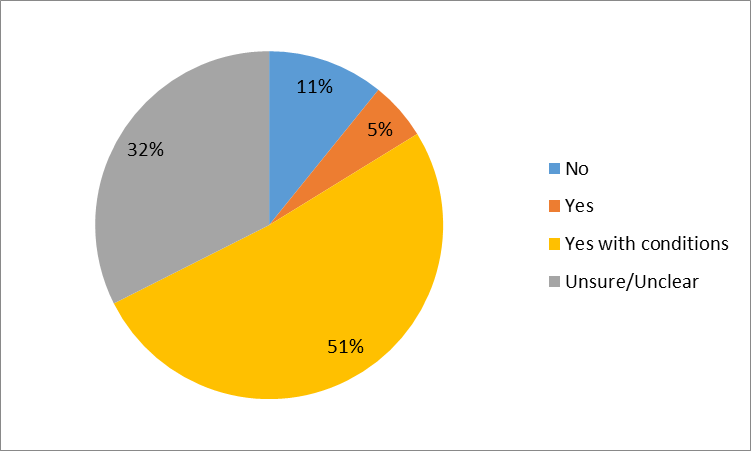 11%
5%
32%
51%
No
Yes
Yes with conditions
Unsure/Unclear